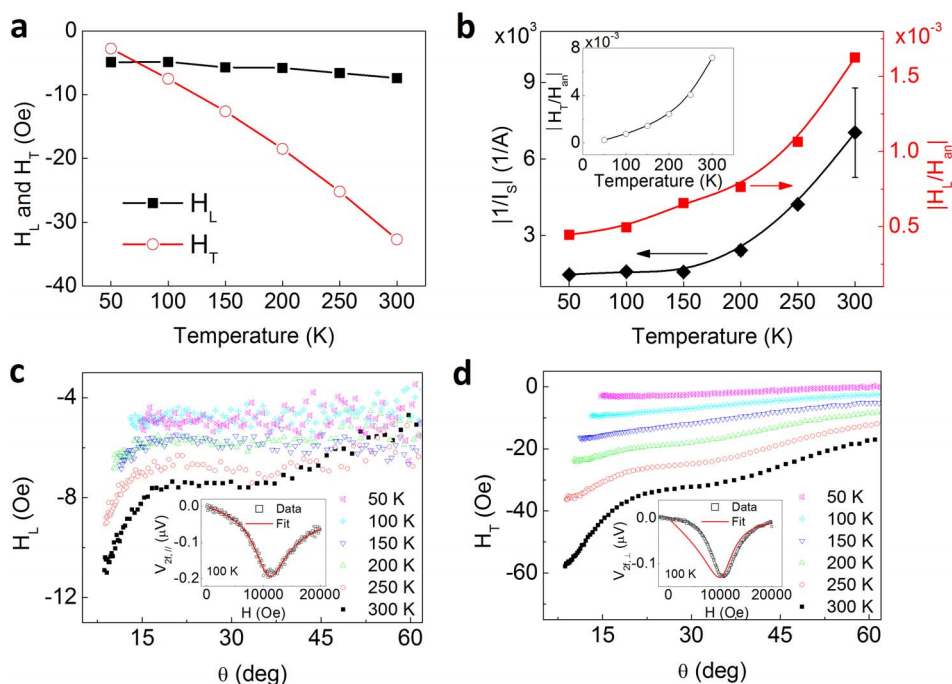 a
0
-10
-20
-30
-40
H_L and H_T (Oe)
H_L
H_T
50 100 150 200 250 300
Temperature (K)
b
×10³
9
6
3
|1/I_S| (1/A)
×10⁻³
8
4
0
|H_T/H_an|
0 100 200 300
Temperature (K)
×10⁻³
1.5
1.0
0.5
|H_L/H_an|
50 100 150 200 250 300
Temperature (K)
c
-4
-8
-12
H_L (Oe)
50 K
100 K
150 K
200 K
250 K
300 K
0.0
-0.1
-0.2
V_2f,// (μV)
Data
Fit
100 K
0 10000 20000
H (Oe)
15 30 45 60
θ (deg)
d
0
-20
-40
-60
H_T (Oe)
50 K
100 K
150 K
200 K
250 K
300 K
0.0
-0.1
V_2f,⊥ (μV)
Data
Fit
100 K
0 10000 20000
H (Oe)
15 30 45 60
θ (deg)